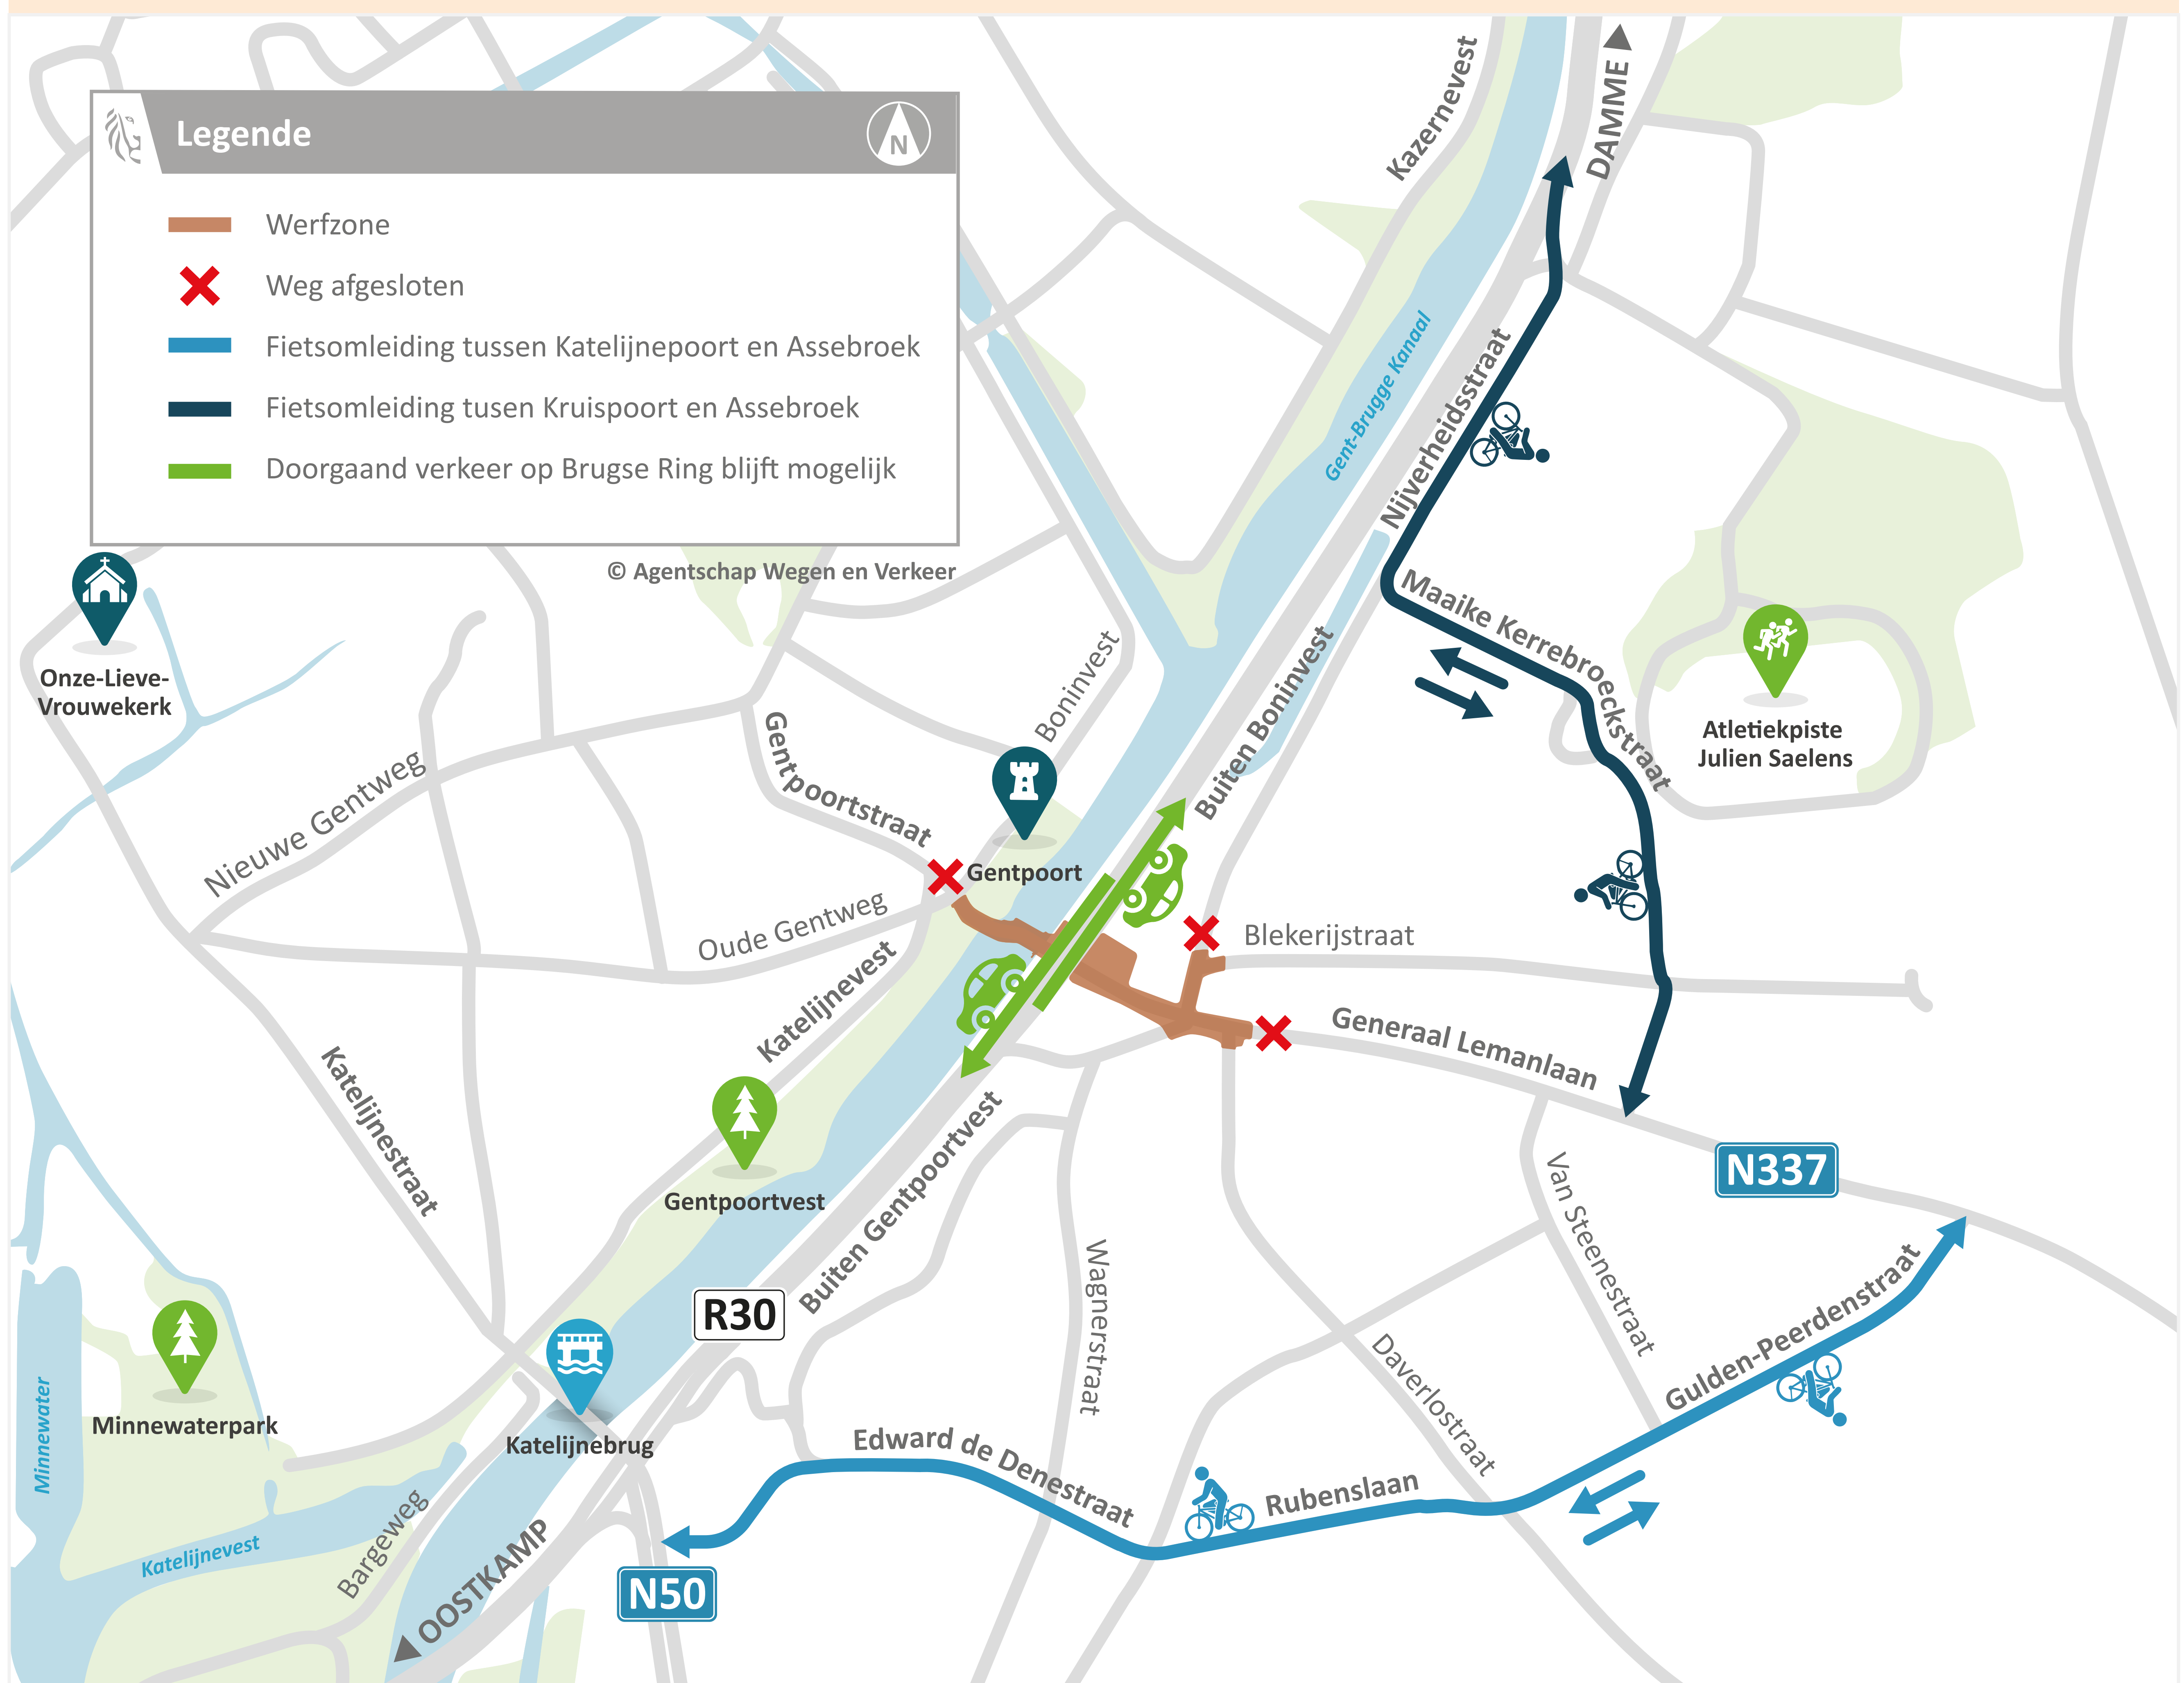 Legende
N
Werfzone
Weg afgesloten
Fietsomleiding tussen Katelijnepoort en Assebroek
Fietsomleiding tusen Kruispoort en Assebroek
Doorgaand verkeer op Brugse Ring blijft mogelijk
© Agentschap Wegen en Verkeer
Kazernevest
DAMME
Gent-Brugge Kanaal
Nijverheidsstraat
Maaike Kerrebroeckstraat
Onze-Lieve-
Vrouwekerk
Boninvest
Buiten Boninvest
Atletiekpiste
Julien Saelens
Gentpoortstraat
Nieuwe Gentweg
Gentpoort
Oude Gentweg
Blekerijstraat
Katelijnevest
Generaal Lemanlaan
Katelijnestraat
N337
Gentpoortvest
Buiten Gentpoortvest
Van Steenestraat
Wagnerstraat
R30
Gulden-Peerdenstraat
Daverlostraat
Minnewater
Minnewaterpark
Katelijnebrug
Edward de Denestraat
Rubenslaan
Katelijnevest
Bargeweg
OOSTKAMP
N50